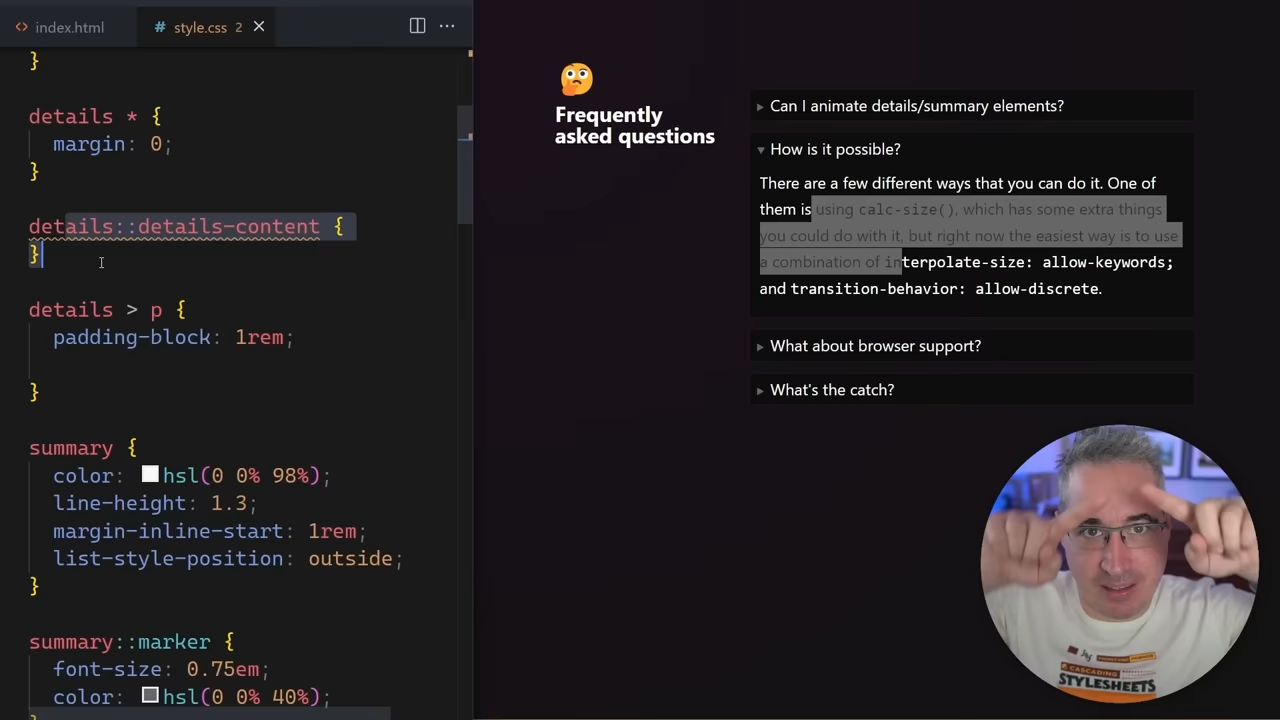 index.html
style.css 2
}
details * {
margin: 0;
}
details::details-content {
}
details > p {
padding-block: 1rem;
}
summary {
color: hsl(0 0% 98%);
line-height: 1.3;
margin-inline-start: 1rem;
list-style-position: outside;
}
summary::marker {
font-size: 0.75em;
color: hsl(0 0% 40%);
Frequently
asked questions
Can I animate details/summary elements?
How is it possible?
There are a few different ways that you can do it. One of
them is using calc-size(), which has some extra things
you could do with it, but right now the easiest way is to use
a combination of interpolate-size: allow-keywords;
and transition-behavior: allow-discrete.
What about browser support?
What's the catch?
CASCADING
STYLESHEETS